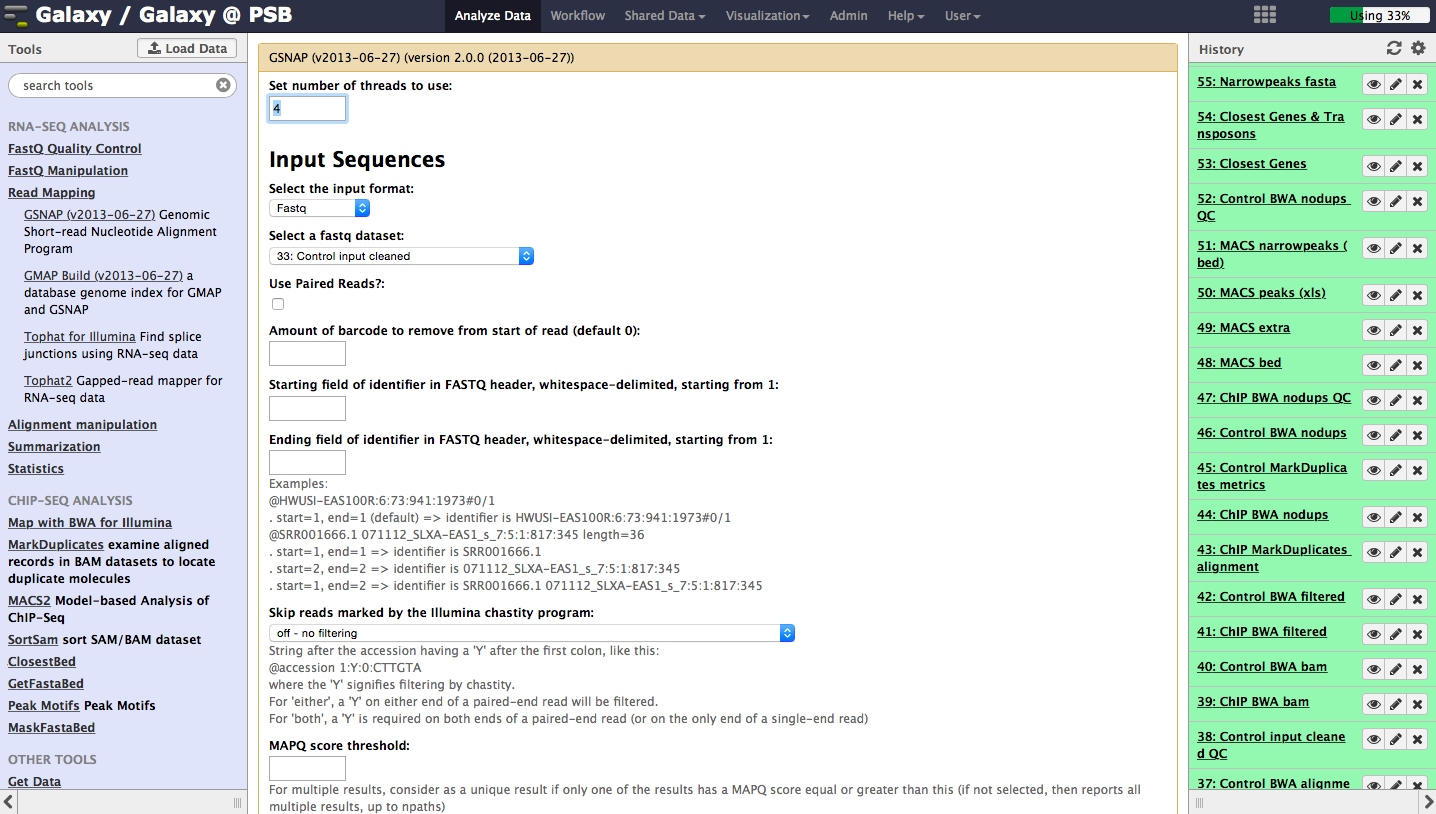 Galaxy / Galaxy @ PSB
Analyze Data
Workflow
Shared Data
Visualization
Admin
Help
User
Using 33%
Tools
Load Data
search tools
RNA-SEQ ANALYSIS
FastQ Quality Control
FastQ Manipulation
Read Mapping
GSNAP (v2013-06-27) Genomic
Short-read Nucleotide Alignment
Program
GMAP Build (v2013-06-27) a
database genome index for GMAP
and GSNAP
Tophat for Illumina Find splice
junctions using RNA-seq data
Tophat2 Gapped-read mapper for
RNA-seq data
Alignment manipulation
Summarization
Statistics
CHIP-SEQ ANALYSIS
Map with BWA for Illumina
MarkDuplicates examine aligned
records in BAM datasets to locate
duplicate molecules
MACS2 Model-based Analysis of
ChIP-Seq
SortSam sort SAM/BAM dataset
ClosestBed
GetFastaBed
Peak Motifs Peak Motifs
MaskFastaBed
OTHER TOOLS
Get Data
GSNAP (v2013-06-27) (version 2.0.0 (2013-06-27))
Set number of threads to use:
4
Input Sequences
Select the input format:
Fastq
Select a fastq dataset:
33: Control input cleaned
Use Paired Reads?:
Amount of barcode to remove from start of read (default 0):
Starting field of identifier in FASTQ header, whitespace-delimited, starting from 1:
Ending field of identifier in FASTQ header, whitespace-delimited, starting from 1:
Examples:
@HWUSI-EAS100R:6:73:941:1973#0/1
. start=1, end=1 (default) => identifier is HWUSI-EAS100R:6:73:941:1973#0/1
@SRR001666.1 071112_SLXA-EAS1_s_7:5:1:817:345 length=36
. start=1, end=1 => identifier is SRR001666.1
. start=2, end=2 => identifier is 071112_SLXA-EAS1_s_7:5:1:817:345
. start=1, end=2 => identifier is SRR001666.1 071112_SLXA-EAS1_s_7:5:1:817:345
Skip reads marked by the Illumina chastity program:
off - no filtering
String after the accession having a 'Y' after the first colon, like this:
@accession 1:Y:0:CTTGTA
where the 'Y' signifies filtering by chastity.
For 'either', a 'Y' on either end of a paired-end read will be filtered.
For 'both', a 'Y' is required on both ends of a paired-end read (or on the only end of a single-end read)
MAPQ score threshold:
For multiple results, consider as a unique result if only one of the results has a MAPQ score equal or greater than this (if not selected, then reports all
multiple results, up to npaths)
History
55: Narrowpeaks fasta
54: Closest Genes & Tra
nsposons
53: Closest Genes
52: Control BWA nodups
QC
51: MACS narrowpeaks (
bed)
50: MACS peaks (xls)
49: MACS extra
48: MACS bed
47: ChIP BWA nodups QC
46: Control BWA nodups
45: Control MarkDuplica
tes metrics
44: ChIP BWA nodups
43: ChIP MarkDuplicates
alignment
42: Control BWA filtered
41: ChIP BWA filtered
40: Control BWA bam
39: ChIP BWA bam
38: Control input cleane
d QC
37: Control BWA alignme